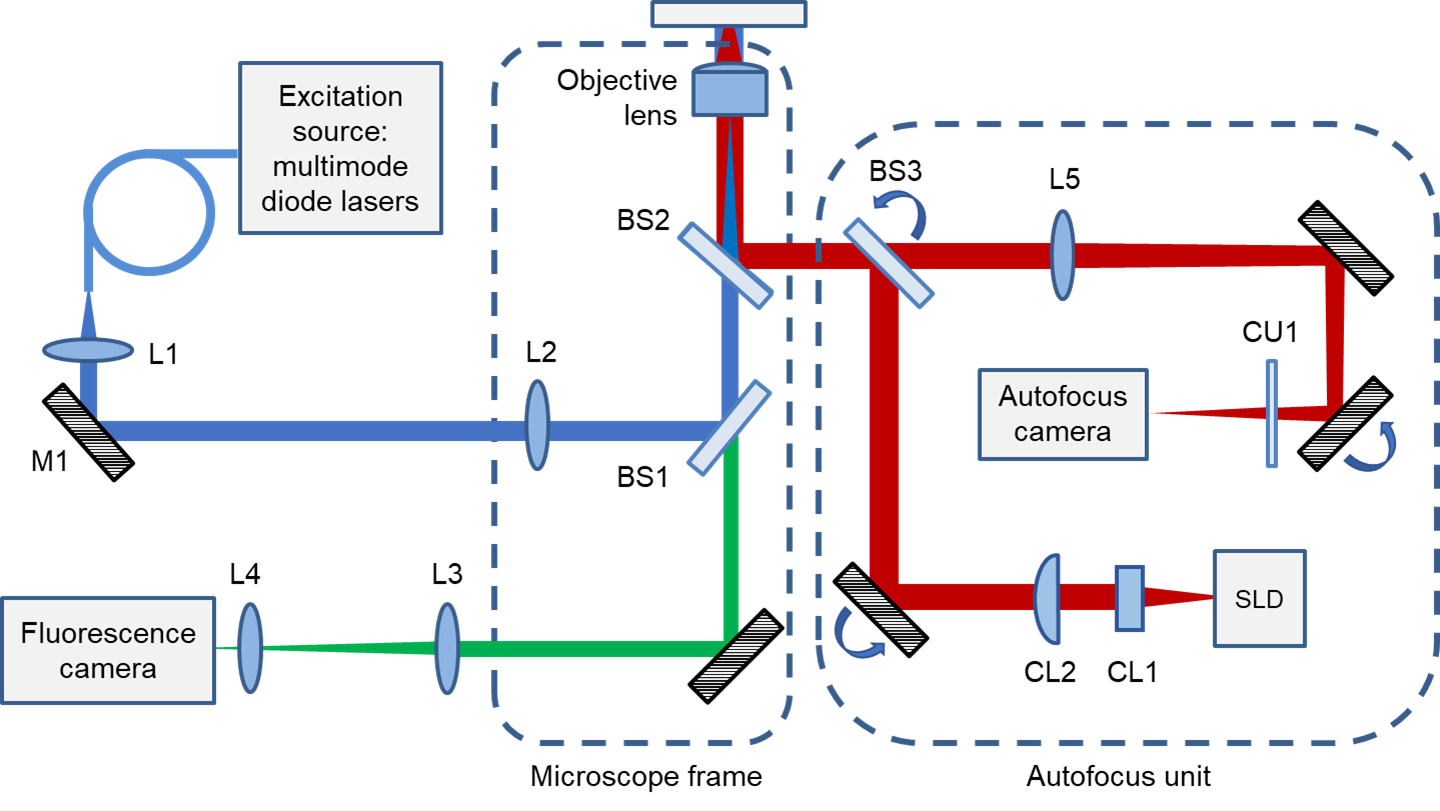 Excitation
source:
multimode
diode lasers
Objective
lens
BS3
L5
BS2
CU1
L1
L2
Autofocus
camera
M1
BS1
L4
L3
SLD
Fluorescence
camera
CL2
CL1
Microscope frame
Autofocus unit